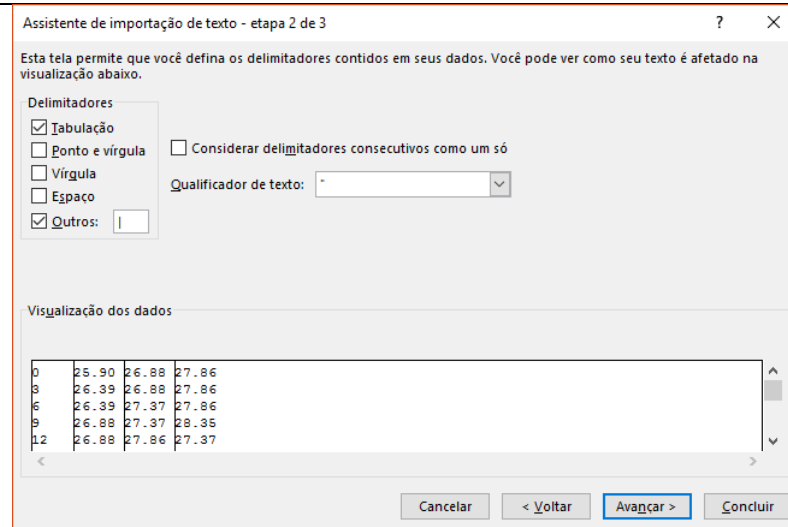 Assistente de importação de texto - etapa 2 de 3 ? ×
Esta tela permite que você defina os delimitadores contidos em seus dados. Você pode ver como seu texto é afetado na
visualização abaixo.
Delimitadores
Tabulação
Ponto e vírgula
Vírgula
Espaço
Outros: |
Considerar delimitadores consecutivos como um só
Qualificador de texto: "
Visualização dos dados
0 25.90 26.88 27.86
3 26.39 26.88 27.86
6 26.39 27.37 27.86
9 26.88 27.37 28.35
12 26.88 27.86 27.37
Cancelar < Voltar Avançar > Concluir